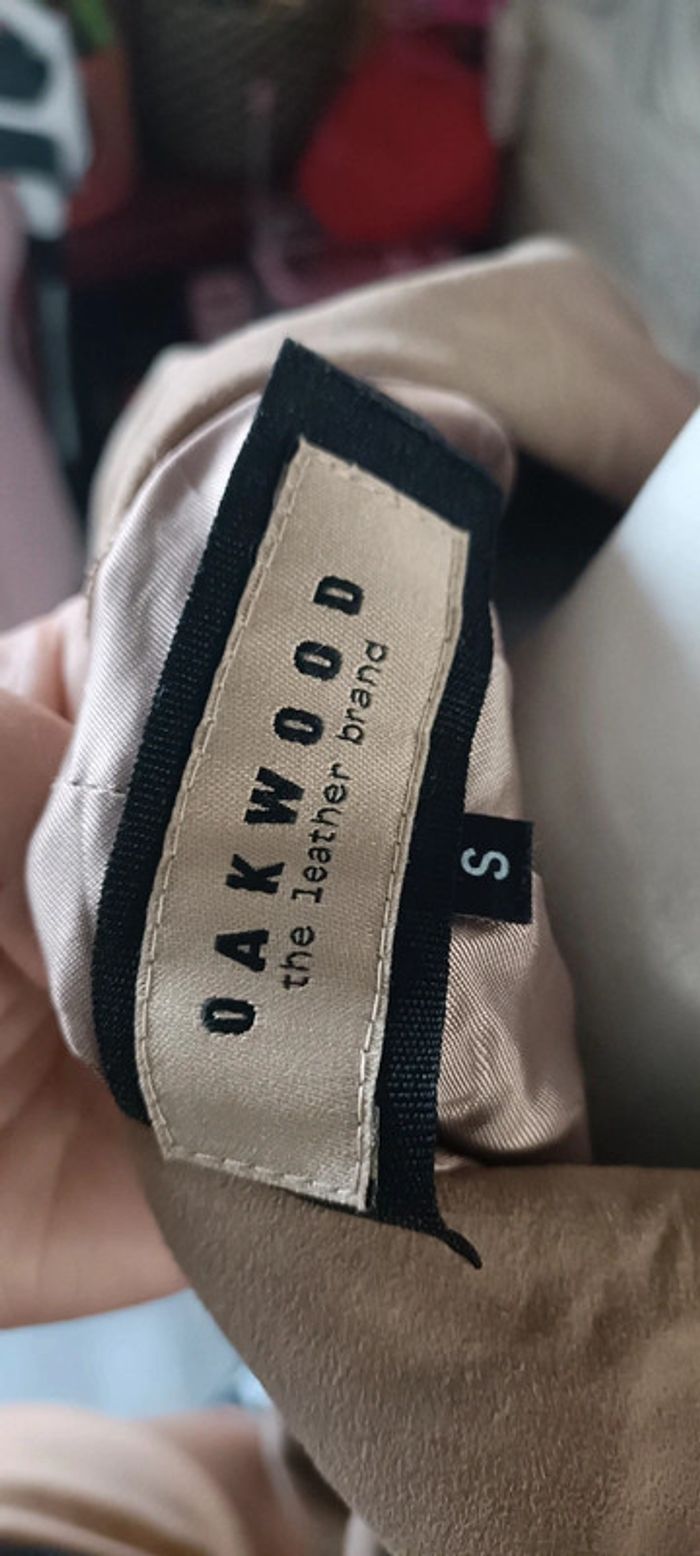 OAKWOOD
the leather brand
S